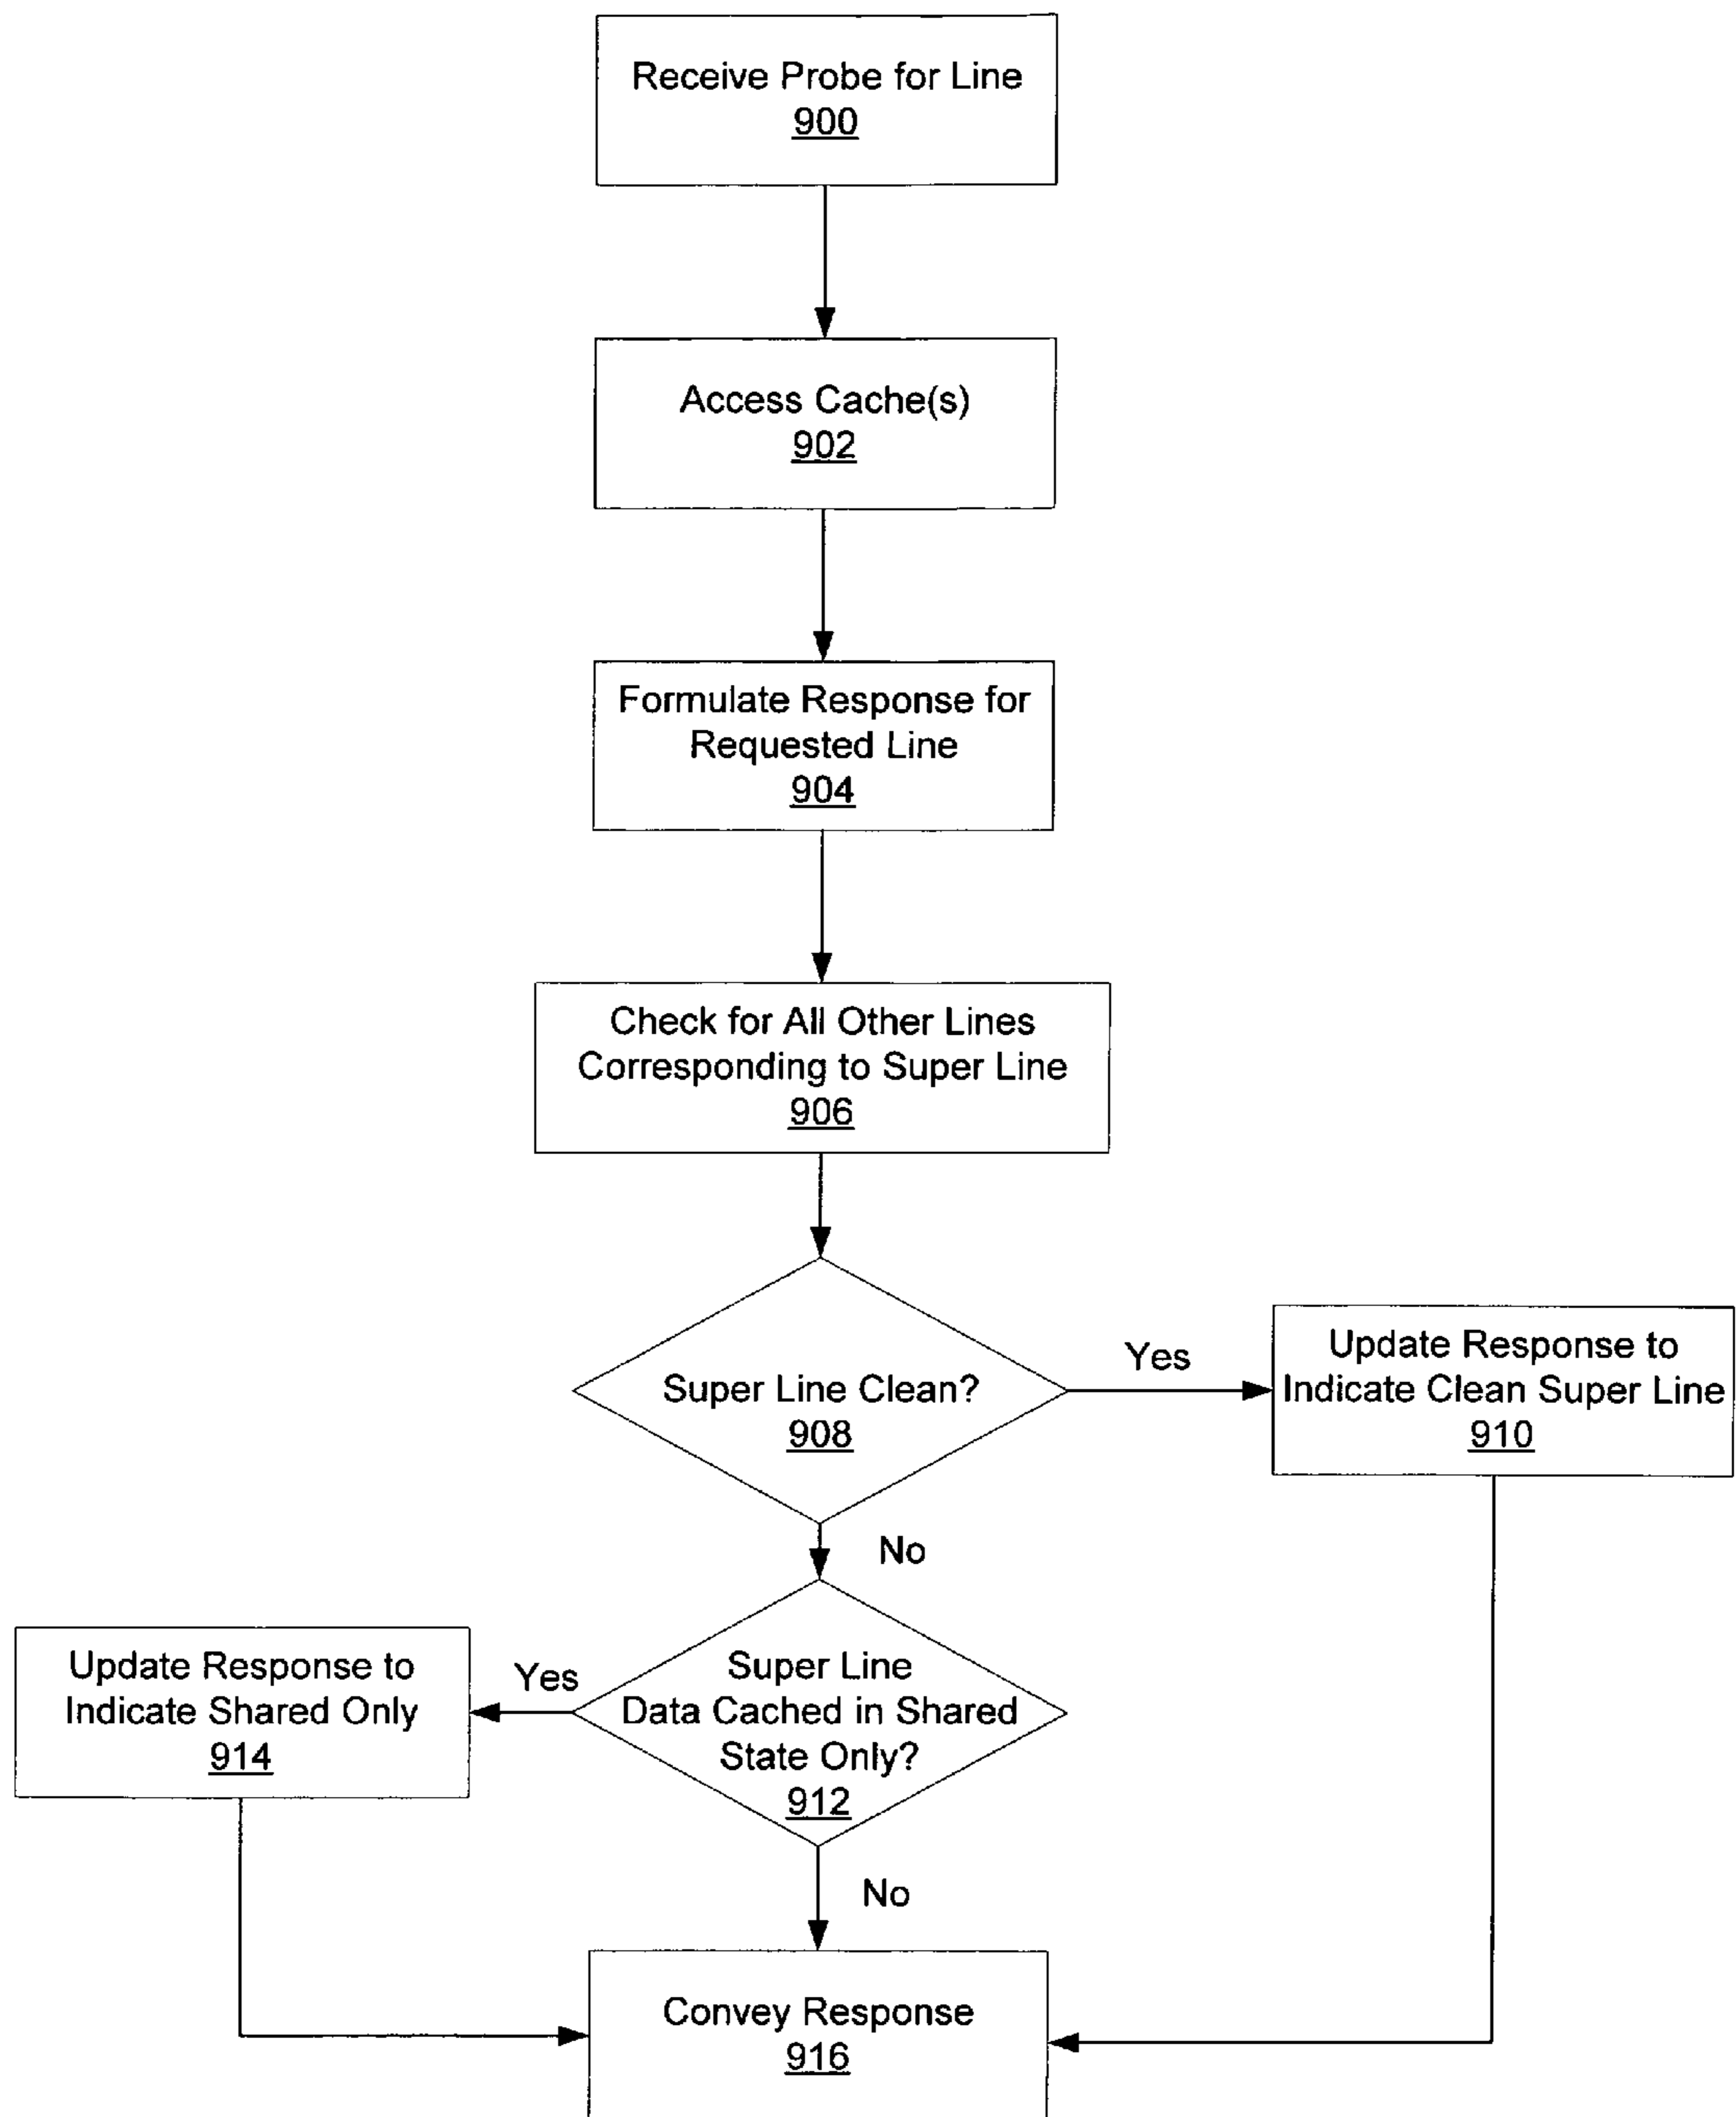 Receive Probe for Line
900
Access Cache(s)
902
Formulate Response for
Requested Line
904
Check for All Other Lines
Corresponding to Super Line
906
Super Line Clean?
908
Yes
Update Response to
Indicate Clean Super Line
910
No
Super Line
Data Cached in Shared
State Only?
912
Yes
Update Response to
Indicate Shared Only
914
No
Convey Response
916